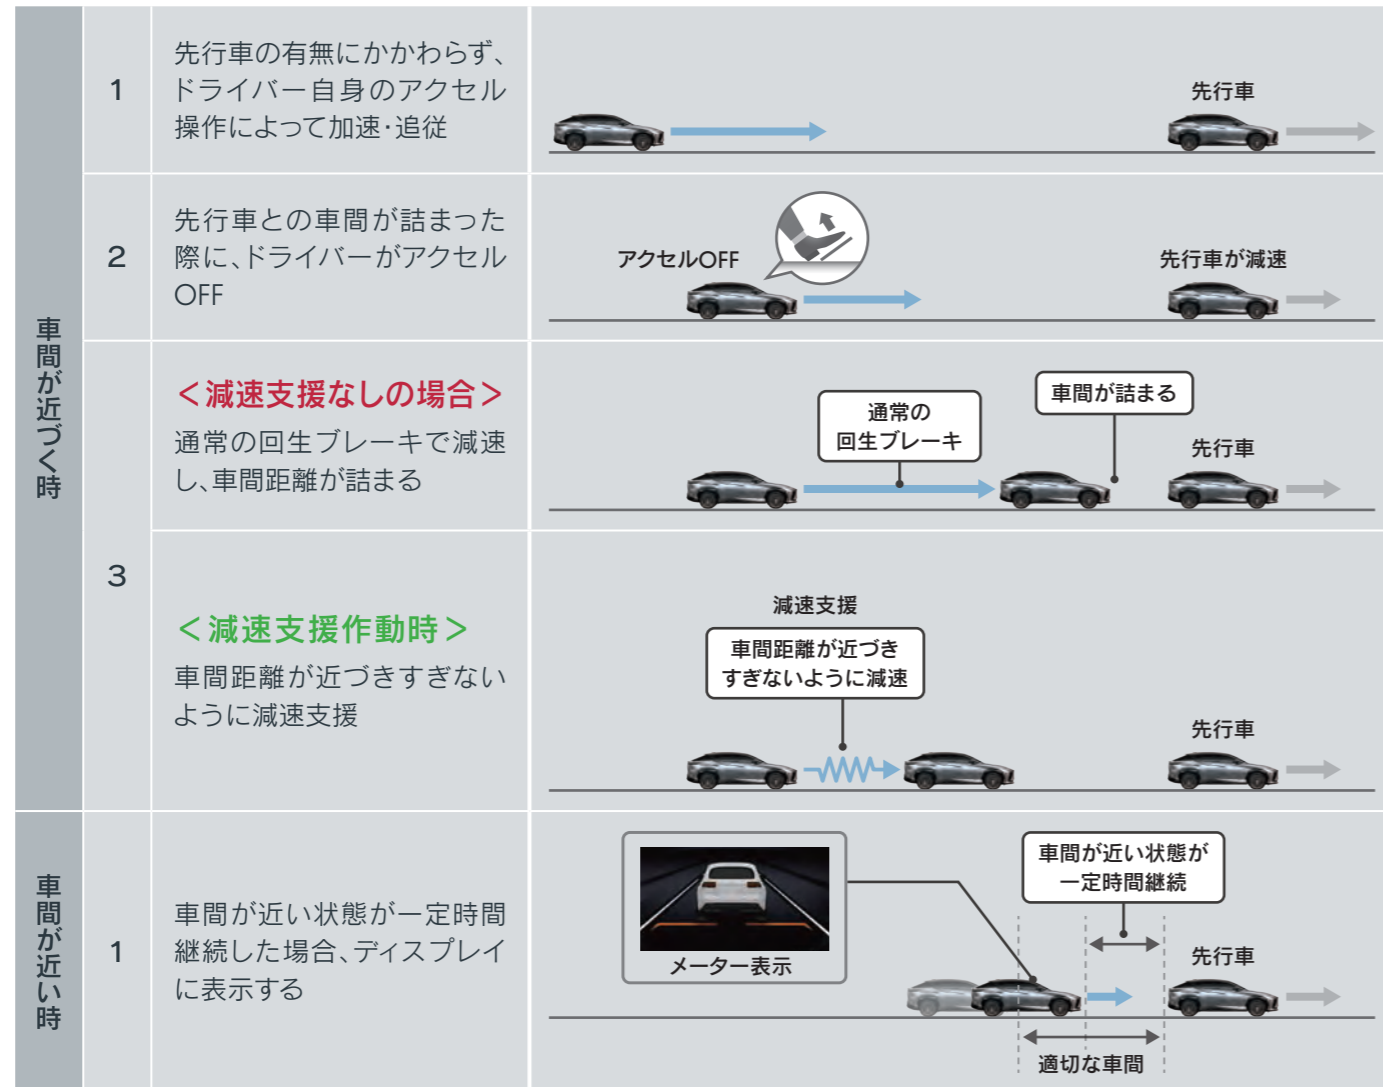 車間が近づく時
1
先行車の有無にかかわらず、
ドライバー自身のアクセル
操作によって加速・追従
先行車
2
先行車との車間が詰まった
際に、ドライバーがアクセル
OFF
アクセルOFF
先行車が減速
3
＜減速支援なしの場合＞
通常の回生ブレーキで減速
し、車間距離が詰まる
通常の
回生ブレーキ
車間が詰まる
先行車
＜減速支援作動時＞
車間距離が近づきすぎない
ように減速支援
減速支援
車間距離が近づき
すぎないように減速
先行車
車間が近い時
1
車間が近い状態が一定時間
継続した場合、ディスプレイ
に表示する
メーター表示
車間が近い状態が
一定時間継続
先行車
適切な車間